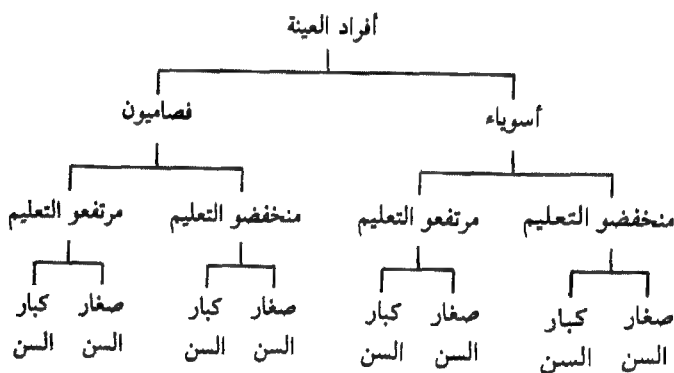 أفراد العينة
أسوياء فصاميون
منخفضو التعليم مرتفعو التعليم منخفضو التعليم مرتفعو التعليم
صغار كبار صغار كبار صغار كبار صغار كبار
السن السن السن السن السن السن السن السن